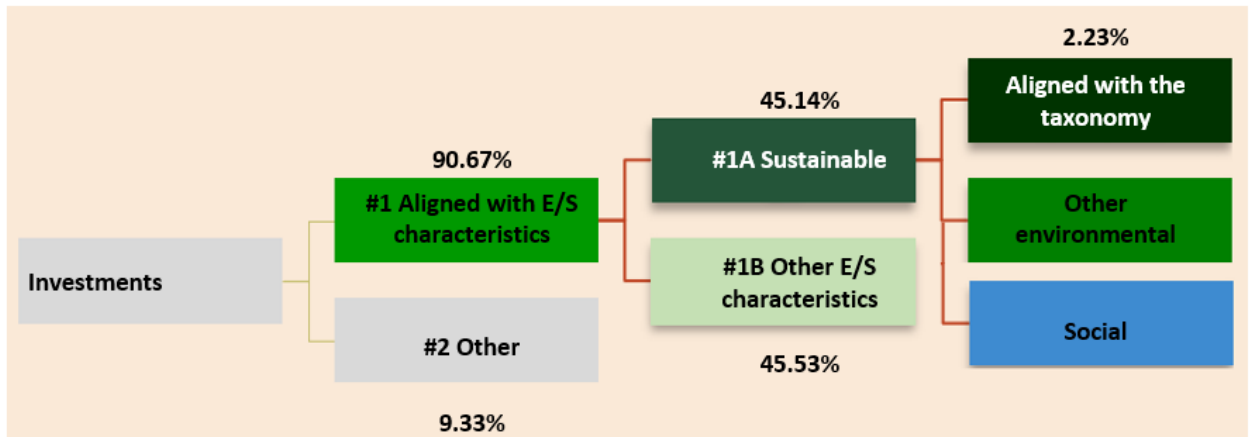 2.23%
Aligned with the
taxonomy
45.14%
#1A Sustainable
90.67%
#1 Aligned with E/S
characteristics
Other
environmental
Investments
#1B Other E/S
characteristics
#2 Other
Social
45.53%
9.33%